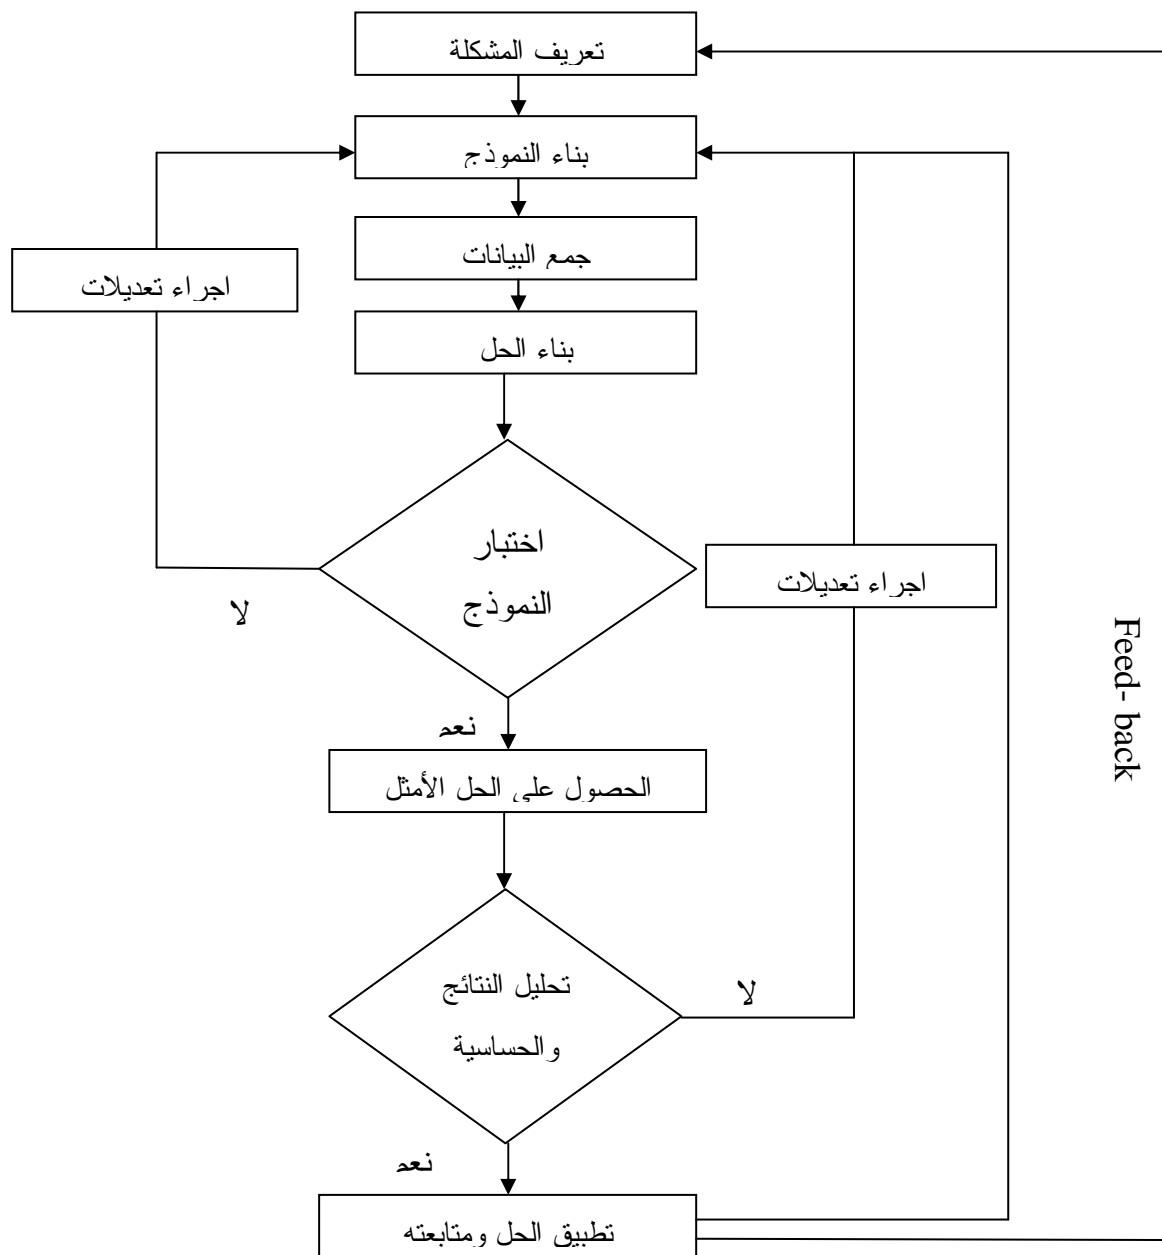 تعريف المشكلة
بناء النموذج
جمع البيانات
اجراء تعديلات
بناء الحل
اختبار
النموذج
اجراء تعديلات
لا
Feed- back
نعم
الحصول على الحل الأمثل
تحليل النتائج
لا
والحساسية
نعم
تطبيق الحل ومتابعته